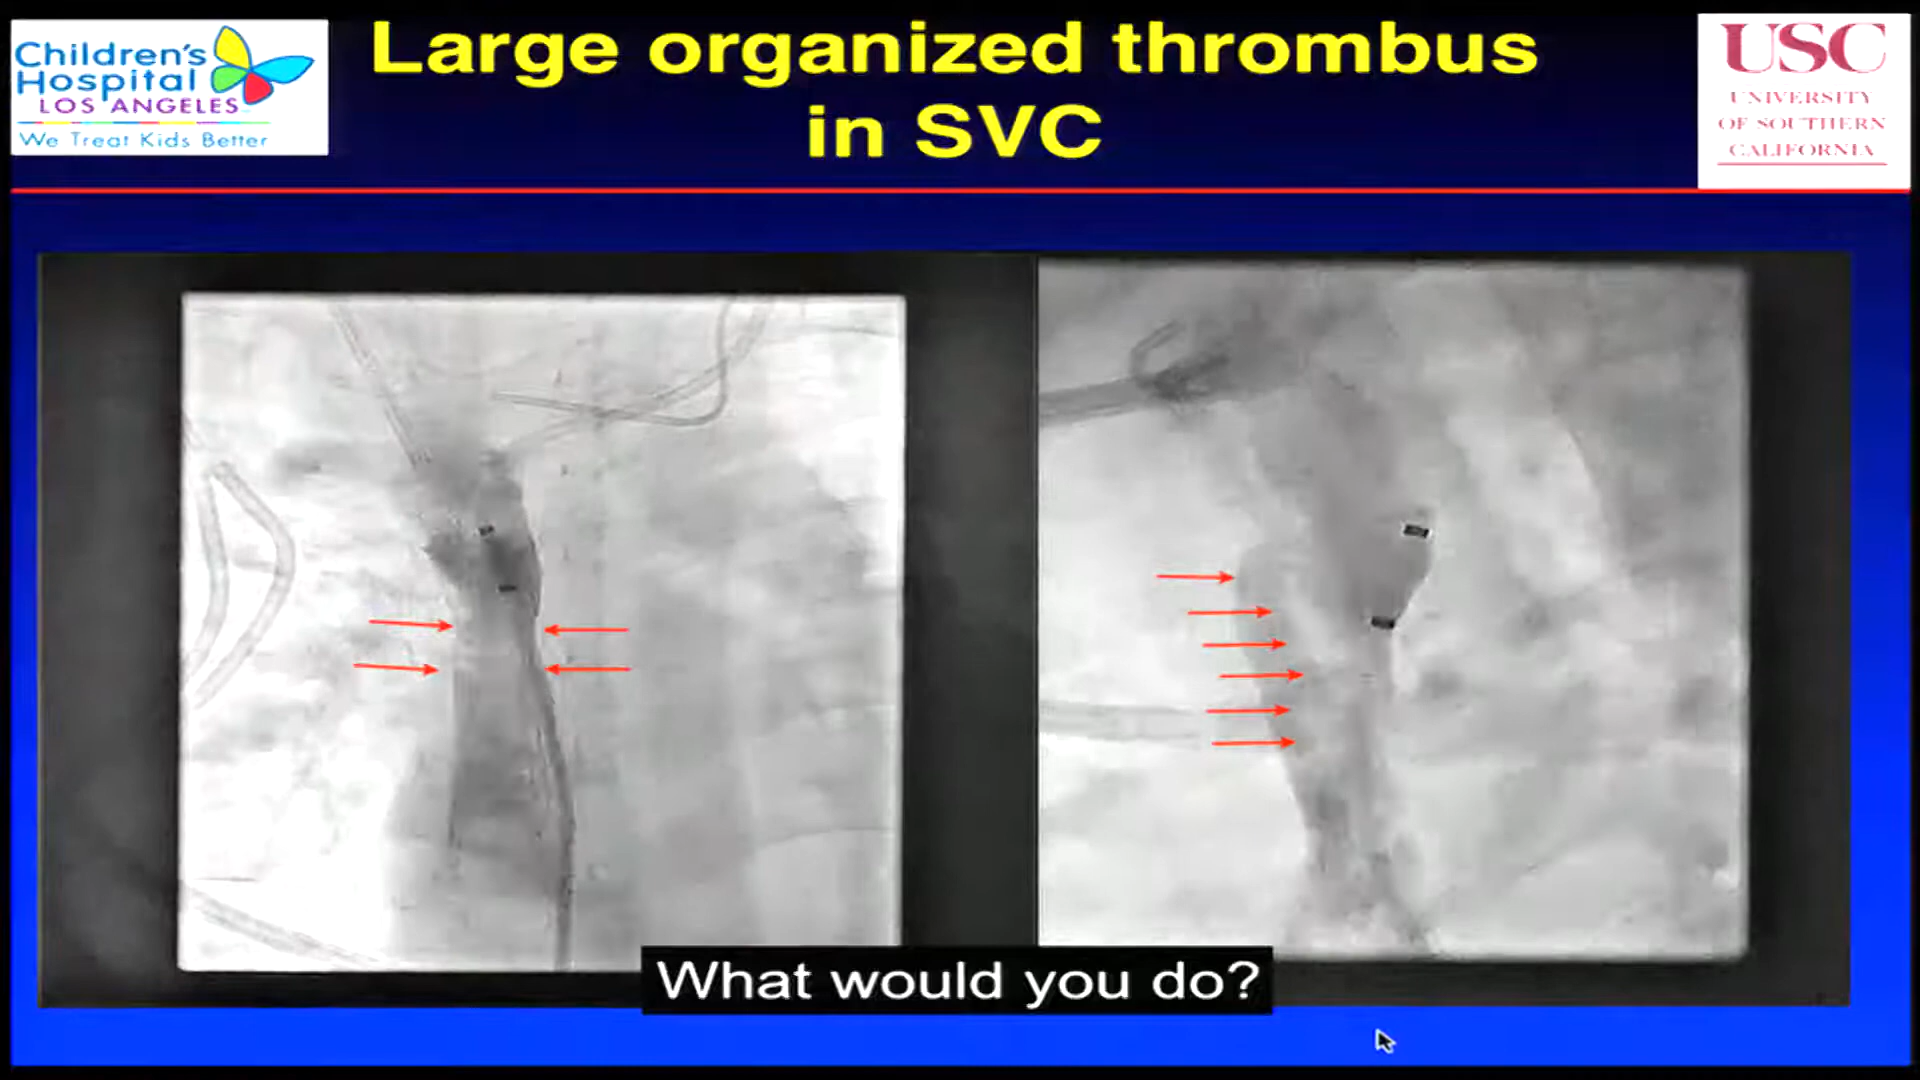 Children's
Hospital
LOS ANGELES
We Treat Kids Better
Large organized thrombus
in SVC
USC
UNIVERSITY
OF SOUTHERN
CALIFORNIA
What would you do?